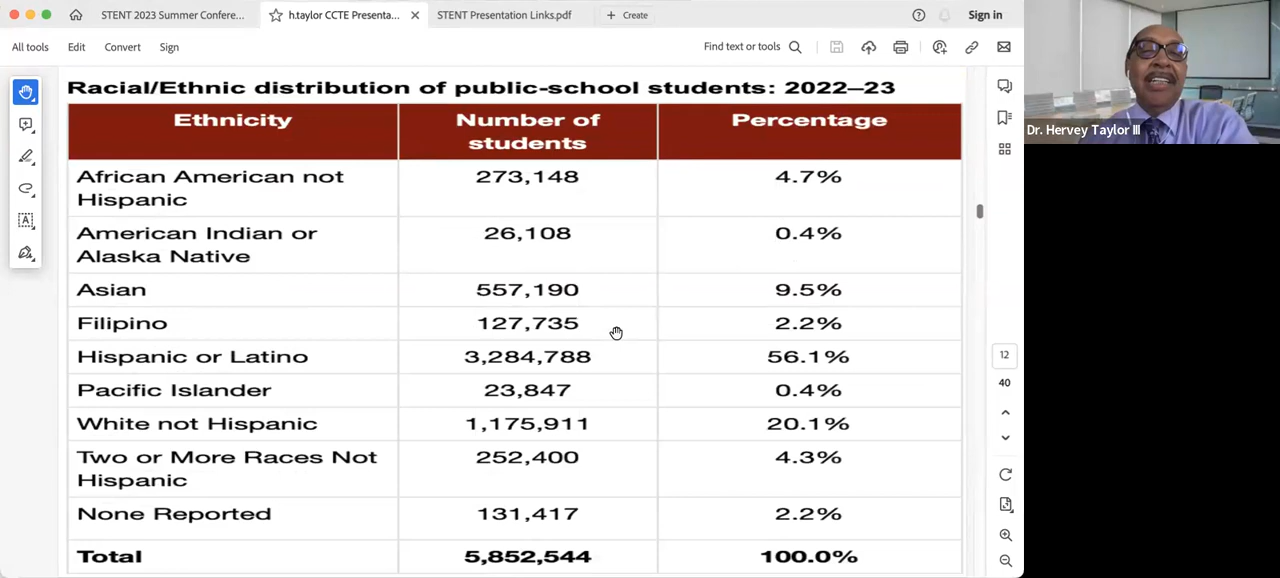 STENT 2023 Summer Confere...
h.taylor CCTE Presenta...
STENT Presentation Links.pdf
+ Create
Sign in
All tools Edit Convert Sign
Find text or tools
Racial/Ethnic distribution of public-school students: 2022–23
Ethnicity Number of students Percentage
African American not Hispanic 273,148 4.7%
American Indian or Alaska Native 26,108 0.4%
Asian 557,190 9.5%
Filipino 127,735 2.2%
Hispanic or Latino 3,284,788 56.1%
Pacific Islander 23,847 0.4%
White not Hispanic 1,175,911 20.1%
Two or More Races Not Hispanic 252,400 4.3%
None Reported 131,417 2.2%
Total 5,852,544 100.0%
12
40
Dr. Hervey Taylor III